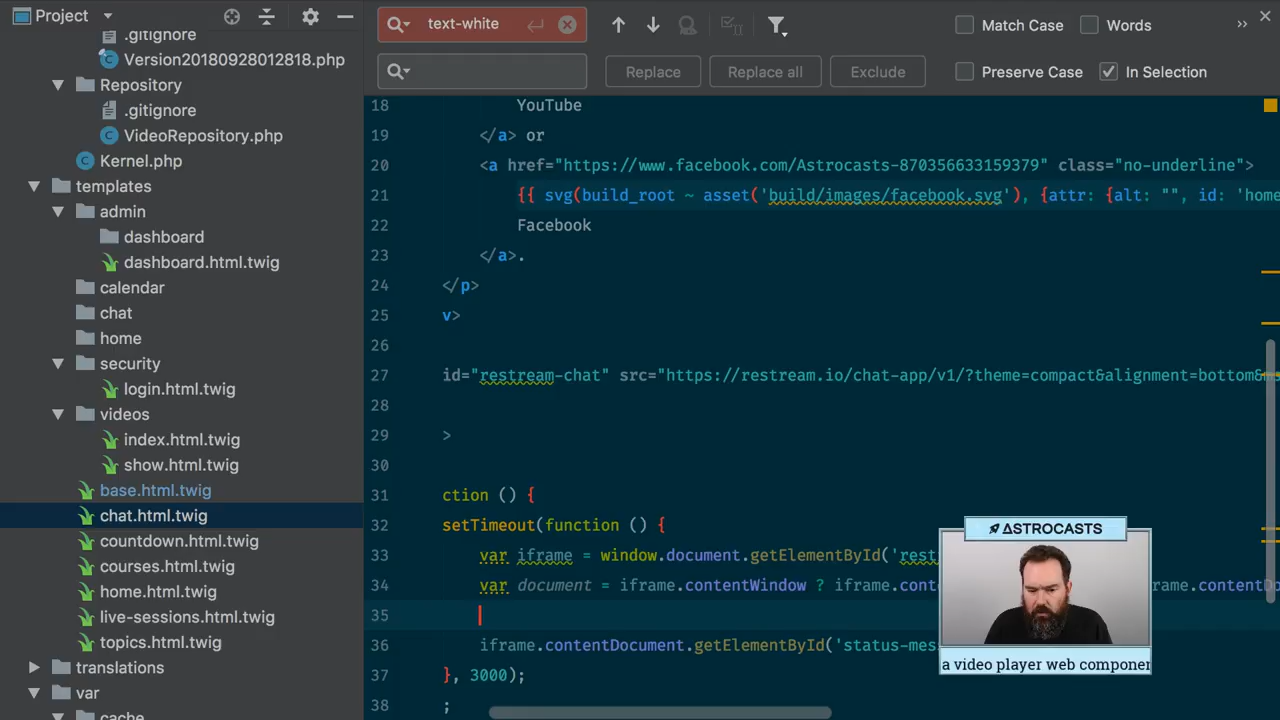 Project
text-white
Match Case
Words
Replace
Replace all
Exclude
Preserve Case
In Selection
.gitignore
Version20180928012818.php
Repository
.gitignore
VideoRepository.php
Kernel.php
templates
admin
dashboard
dashboard.html.twig
calendar
chat
home
security
login.html.twig
videos
index.html.twig
show.html.twig
base.html.twig
chat.html.twig
countdown.html.twig
courses.html.twig
home.html.twig
live-sessions.html.twig
topics.html.twig
translations
var
cache
18 YouTube
19 </a> or
20 <a href="https://www.facebook.com/Astrocasts-870356633159379" class="no-underline">
21 {{ svg(build_root ~ asset('build/images/facebook.svg'), {attr: {alt: "", id: 'home
22 Facebook
23 </a>.
24 </p>
25 v>
26
27 id="restream-chat" src="https://restream.io/chat-app/v1/?theme=compact&alignment=bottom&
28
29 >
30
31 ction () {
32 setTimeout(function () {
33 var iframe = window.document.getElementById('rest
34 var document = iframe.contentWindow ? iframe.cont rame.contentDo
35
36 iframe.contentDocument.getElementById('status-mes
37 }, 3000);
38 ;
ΔSTROCASTS
a video player web componen